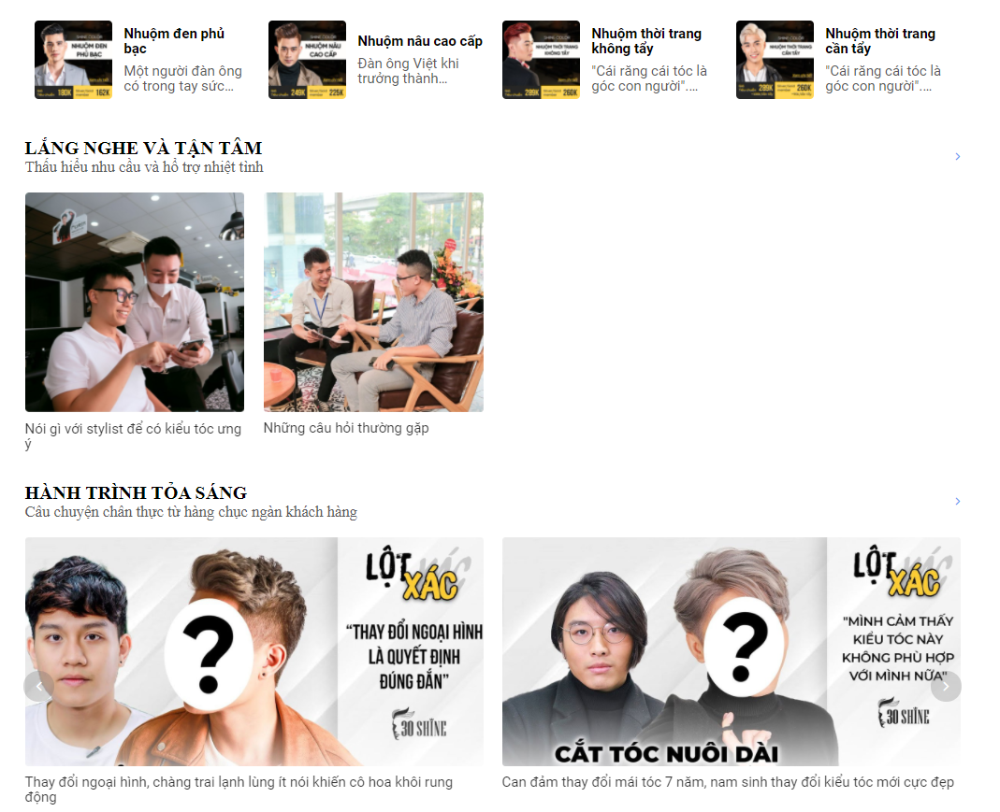 Nhuộm đen phủ
bạc
Một người đàn ông
có trong tay sức...
NHUỘM ĐEN
PHỦ BẠC
180K
162K
Nhuộm nâu cao cấp
Đàn ông Việt khi
trưởng thành...
NHUỘM NÂU
CAO CẤP
249K
225K
Nhuộm thời trang
không tẩy
"Cái răng cái tóc là
góc con người"....
NHUỘM THỜI TRANG
KHÔNG TẨY
289K
260K
Nhuộm thời trang
cần tẩy
"Cái răng cái tóc là
góc con người"....
NHUỘM THỜI TRANG
CẦN TẨY
289K
260K
LẮNG NGHE VÀ TẬN TÂM
Thấu hiểu nhu cầu và hổ trợ nhiệt tình
Nói gì với stylist để có kiểu tóc ưng
ý
Những câu hỏi thường gặp
HÀNH TRÌNH TỎA SÁNG
Câu chuyện chân thực từ hàng chục ngàn khách hàng
?
LỘT
XÁC
“THAY ĐỔI NGOẠI HÌNH
LÀ QUYẾT ĐỊNH
ĐÚNG ĐẮN”
30 SHINE
?
LỘT
XÁC
"MÌNH CẢM THẤY
KIỂU TÓC NÀY
KHÔNG PHÙ HỢP
VỚI MÌNH NỮA"
30 SHINE
CẮT TÓC NUÔI DÀI
Thay đổi ngoại hình, chàng trai lạnh lùng ít nói khiến cô hoa khôi rung
động
Can đảm thay đổi mái tóc 7 năm, nam sinh thay đổi kiểu tóc mới cực đẹp